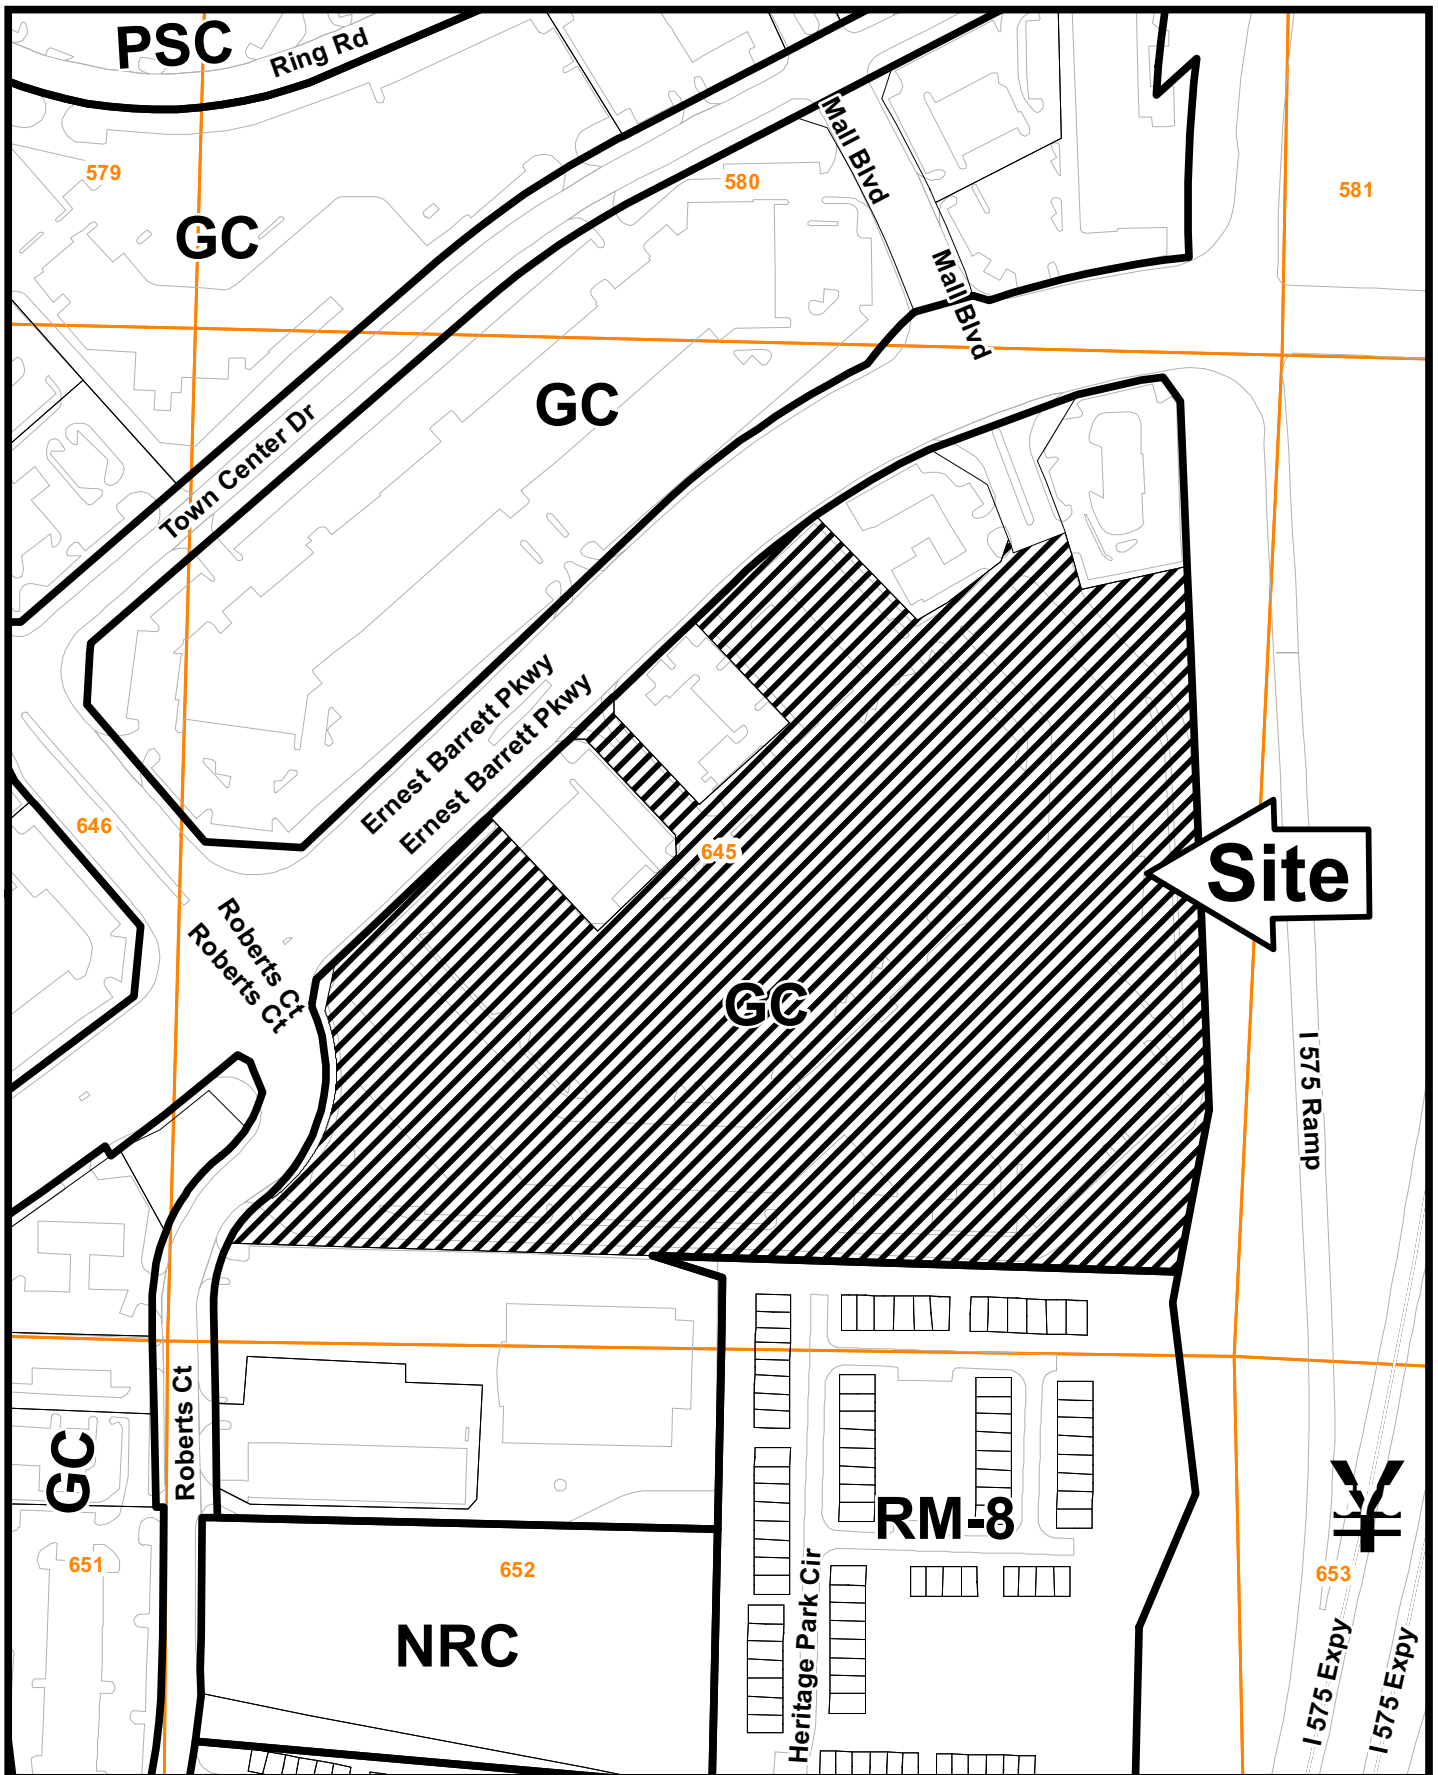 PSC
Ring Rd
579
580
581
Mall Blvd
GC
Mall Blvd
GC
Town Center Dr
Ernest Barrett Pkwy
Ernest Barrett Pkwy
646
645
Site
Roberts Ct
Roberts Ct
GC
I 575 Ramp
Roberts Ct
GC
RM-8
651
652
653
Heritage Park Cir
NRC
I 575 Expy
I 575 Expy